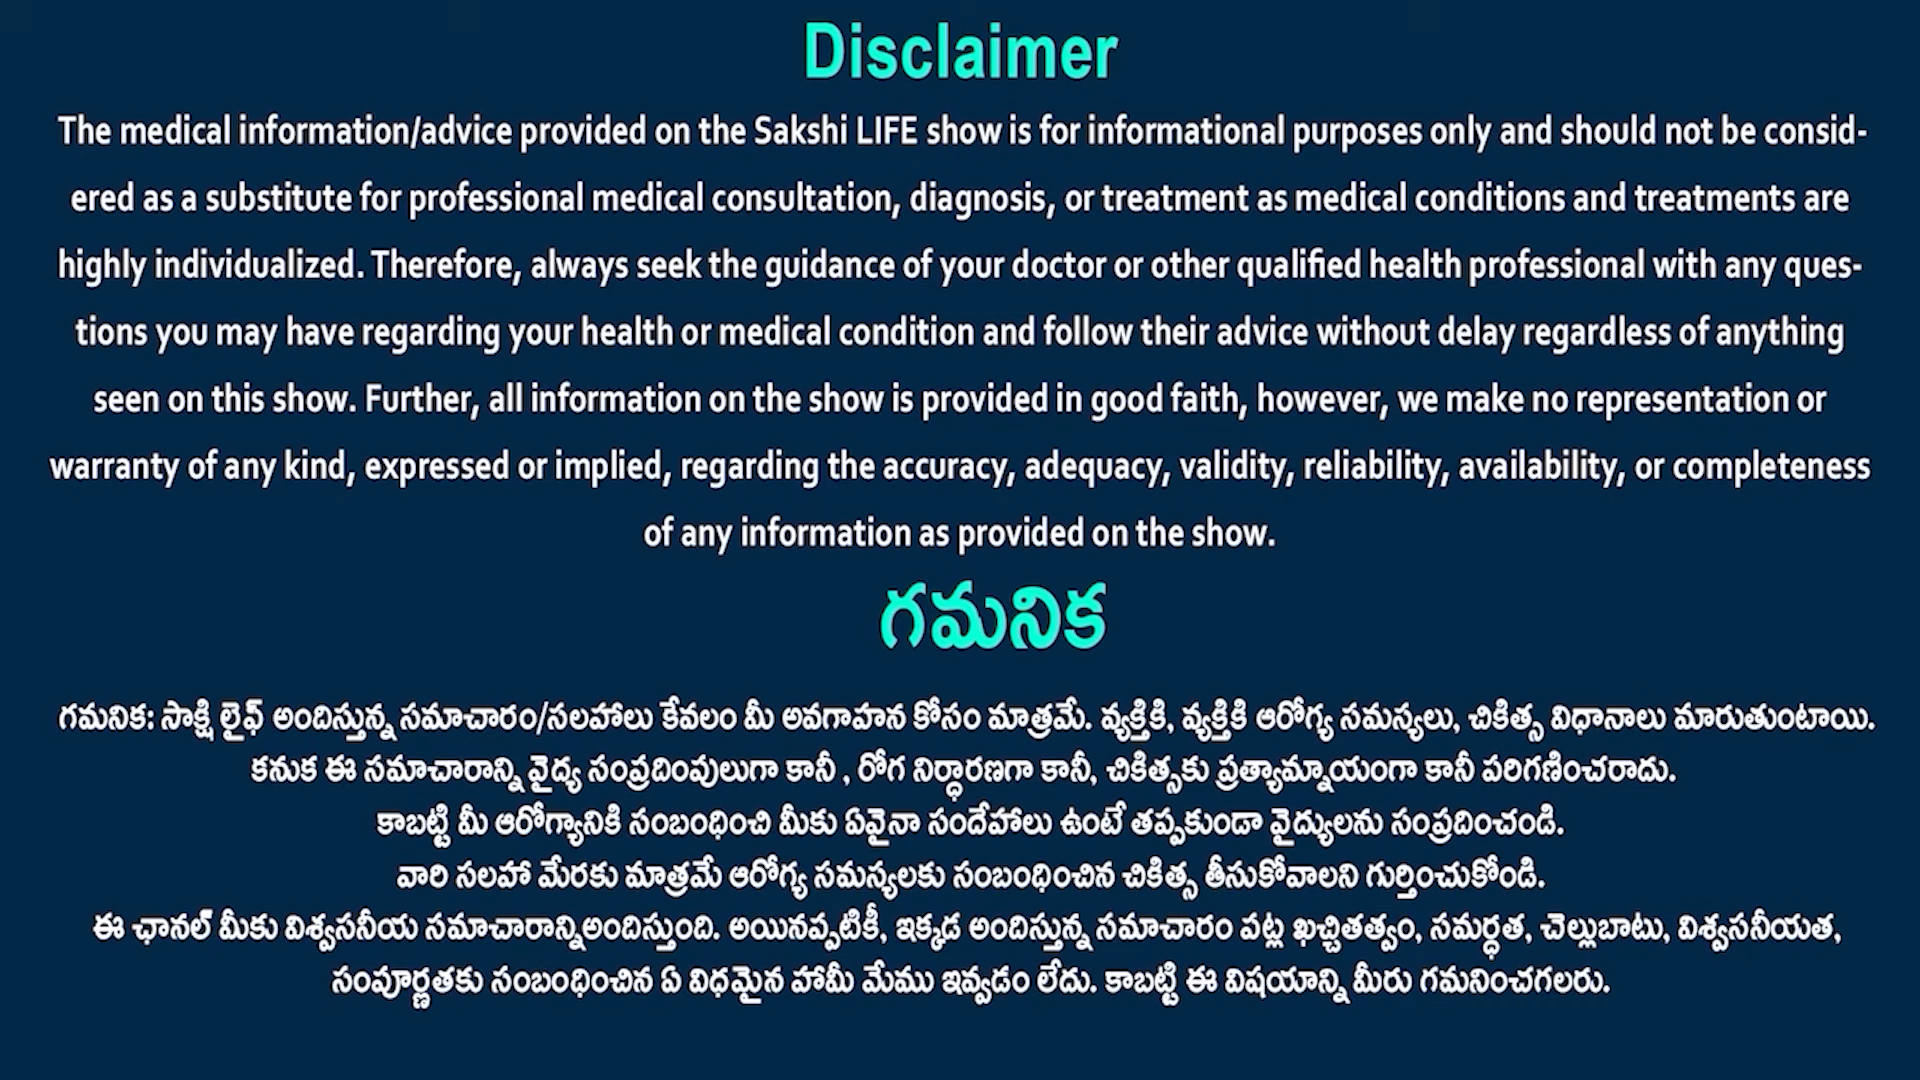 Disclaimer
The medical information/advice provided on the Sakshi LIFE show is for informational purposes only and should not be consid-
ered as a substitute for professional medical consultation, diagnosis, or treatment as medical conditions and treatments are
highly individualized. Therefore, always seek the guidance of your doctor or other qualified health professional with any ques-
tions you may have regarding your health or medical condition and follow their advice without delay regardless of anything
seen on this show. Further, all information on the show is provided in good faith, however, we make no representation or
warranty of any kind, expressed or implied, regarding the accuracy, adequacy, validity, reliability, availability, or completeness
of any information as provided on the show.
గమనిక
గమనిక: సాక్షి లైఫ్ అందిస్తున్న సమాచారం/సలహాలు కేవలం మీ అవగాహన కోసం మాత్రమే. వ్యక్తికి, వ్యక్తికి ఆరోగ్య సమస్యలు, చికిత్స విధానాలు మారుతుంటాయి.
కనుక ఈ సమాచారాన్ని వైద్య సంప్రదింపులుగా కానీ , రోగ నిర్ధారణగా కానీ, చికిత్సకు ప్రత్యామ్నాయంగా కానీ పరిగణించరాదు.
కాబట్టి మీ ఆరోగ్యానికి సంబంధించి మీకు ఏవైనా సందేహాలు ఉంటే తప్పకుండా వైద్యులను సంప్రదించండి.
వారి సలహా మేరకు మాత్రమే ఆరోగ్య సమస్యలకు సంబంధించిన చికిత్స తీసుకోవాలని గుర్తించుకోండి.
ఈ ఛానల్ మీకు విశ్వసనీయ సమాచారాన్నిఅందిస్తుంది. అయినప్పటికీ, ఇక్కడ అందిస్తున్న సమాచారం పట్ల ఖచ్చితత్వం, సమర్ధత, చెల్లుబాటు, విశ్వసనీయత,
సంపూర్ణతకు సంబంధించిన ఏ విధమైన హామీ మేము ఇవ్వడం లేదు. కాబట్టి ఈ విషయాన్ని మీరు గమనించగలరు.